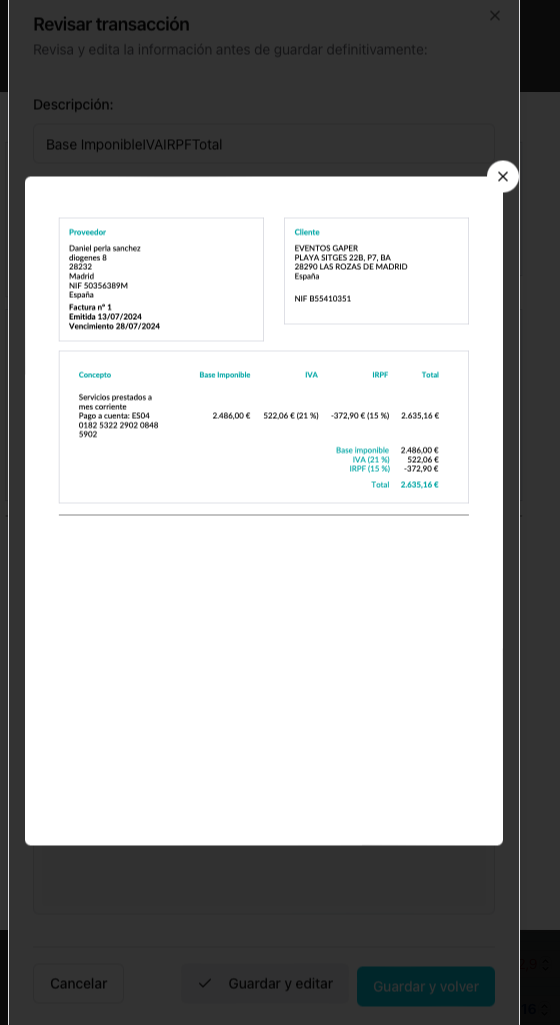 Revisar transacción
Revisa y edita la información antes de guardar definitivamente:
Descripción:
Base ImponibleIVAIRPFTotal
Proveedor
Daniel perla sanchez
diogenes 8
28232
Madrid
NIF 50356389M
España
Factura nº 1
Emitida 13/07/2024
Vencimiento 28/07/2024
Cliente
EVENTOS GAPER
PLAYA SITGES 22B, P7, BA
28290 LAS ROZAS DE MADRID
España
NIF B55410351
Concepto Base Imponible IVA IRPF Total
Servicios prestados a
mes corriente
Pago a cuenta: ES04
0182 5322 2902 0848
5902
2.486,00 € 522,06 € (21 %) -372,90 € (15 %) 2.635,16 €
Base imponible 2.486,00 €
IVA (21 %) 522,06 €
IRPF (15 %) -372,90 €
Total 2.635,16 €
Cancelar
Guardar y editar
Guardar y volver